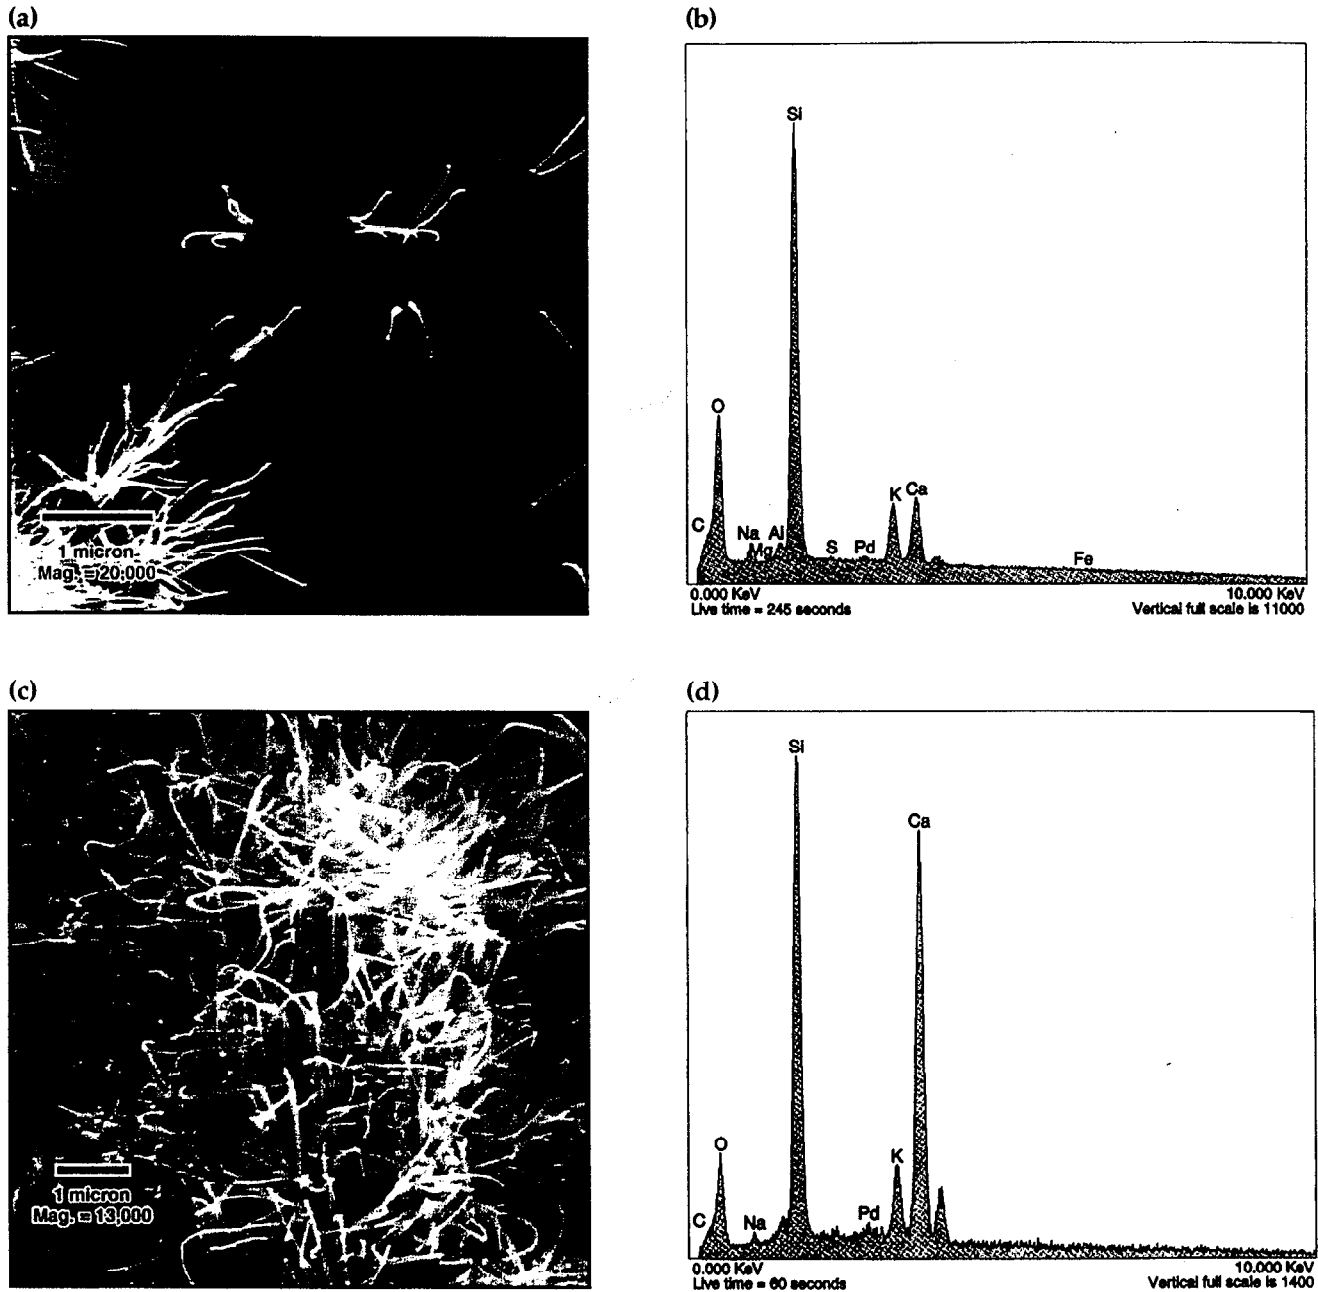 (a)
1 micron
Mag. = 20,000
(b)
Si
O
C
Na
Mg
Al
S
Pd
K
Ca
Fe
0.000 KeV
10.000 KeV
Live time = 245 seconds
Vertical full scale is 11000
(c)
1 micron
Mag. = 13,000
(d)
Si
Ca
O
C
Na
Pd
K
0.000 KeV
10.000 KeV
Live time = 60 seconds
Vertical full scale is 1400